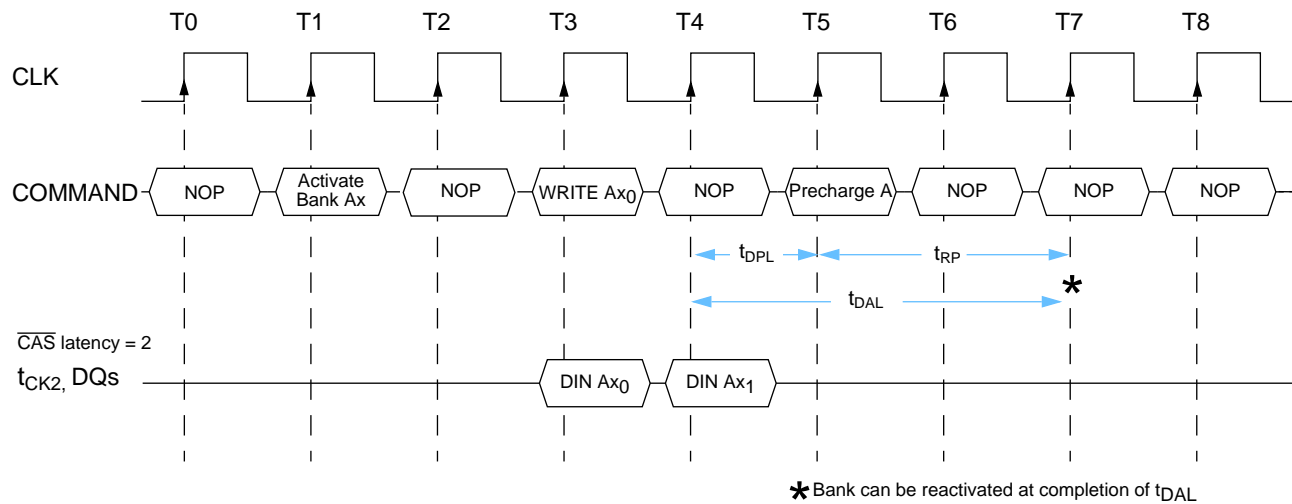 T0 T1 T2 T3 T4 T5 T6 T7 T8
CLK
COMMAND NOP Activate Bank Ax NOP WRITE Ax0 NOP Precharge A NOP NOP NOP
tDPL tRP
tDAL *
CAS latency = 2
tCK2, DQs DIN Ax0 DIN Ax1
* Bank can be reactivated at completion of tDAL